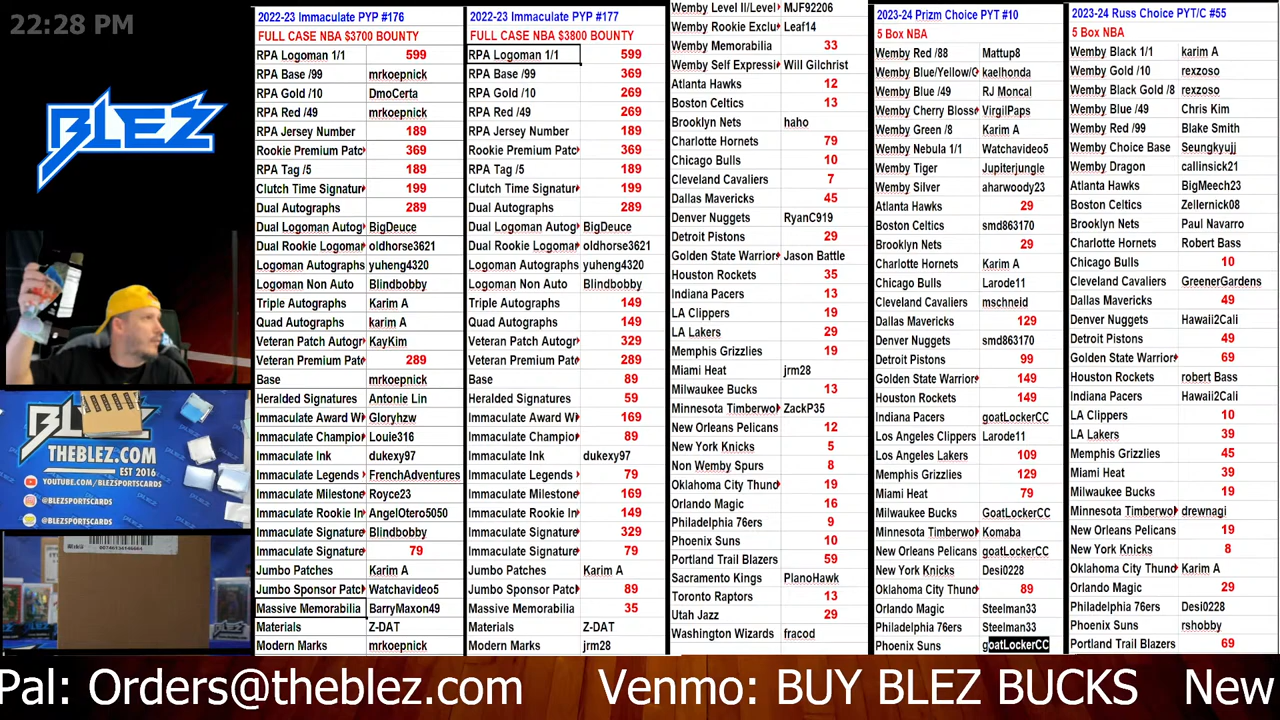 22:28 PM
BLEZ
BLEZ
THEBLEZ.COM
EST 2016
YOUTUBE.COM/BLEZSPORTSCARDS
@BLEZSPORTSCARDS
@BLEZSPORTSCARDS
2022-23 Immaculate PYP #176
FULL CASE NBA $3700 BOUNTY
RPA Logoman 1/1 599
RPA Base /99 mrkoepnick
RPA Gold /10 DmoCerta
RPA Red /49 mrkoepnick
RPA Jersey Number 189
Rookie Premium Patc 369
RPA Tag /5 189
Clutch Time Signatur 199
Dual Autographs 289
Dual Logoman Autog BigDeuce
Dual Rookie Logomar oldhorse3621
Logoman Autographs yuheng4320
Logoman Non Auto Blindbobby
Triple Autographs Karim A
Quad Autographs karim A
Veteran Patch Autogr KayKim
Veteran Premium Pat 289
Base mrkoepnick
Heralded Signatures Antonie Lin
Immaculate Award Wi Gloryhzw
Immaculate Champio Louie316
Immaculate Ink dukexy97
Immaculate Legends FrenchAdventures
Immaculate Milestone Royce23
Immaculate Rookie In AngelOtero5050
Immaculate Signature Blindbobby
Immaculate Signature 79
Jumbo Patches Karim A
Jumbo Sponsor Patc Watchavideo5
Massive Memorabilia BarryMaxon49
Materials Z-DAT
Modern Marks mrkoepnick
2022-23 Immaculate PYP #177
FULL CASE NBA $3800 BOUNTY
RPA Logoman 1/1 599
RPA Base /99 369
RPA Gold /10 269
RPA Red /49 269
RPA Jersey Number 189
Rookie Premium Patc 369
RPA Tag /5 189
Clutch Time Signatur 199
Dual Autographs 289
Dual Logoman Autog BigDeuce
Dual Rookie Logomar oldhorse3621
Logoman Autographs yuheng4320
Logoman Non Auto Blindbobby
Triple Autographs 149
Quad Autographs 149
Veteran Patch Autogr 329
Veteran Premium Pat 289
Base 89
Heralded Signatures 59
Immaculate Award Wi 169
Immaculate Champio 89
Immaculate Ink dukexy97
Immaculate Legends 79
Immaculate Milestone 169
Immaculate Rookie In 149
Immaculate Signature 329
Immaculate Signature 79
Jumbo Patches Karim A
Jumbo Sponsor Patc 89
Massive Memorabilia 35
Materials Z-DAT
Modern Marks jrm28
Wemby Level II/Level MJF92206
Wemby Rookie Exclu Leaf14
Wemby Memorabilia 33
Wemby Self Expressi Will Gilchrist
Atlanta Hawks 12
Boston Celtics 13
Brooklyn Nets haho
Charlotte Hornets 79
Chicago Bulls 10
Cleveland Cavaliers 7
Dallas Mavericks 45
Denver Nuggets RyanC919
Detroit Pistons 29
Golden State Warriors Jason Battle
Houston Rockets 35
Indiana Pacers 13
LA Clippers 19
LA Lakers 29
Memphis Grizzlies 19
Miami Heat jrm28
Milwaukee Bucks 13
Minnesota Timberwo ZackP35
New Orleans Pelicans 12
New York Knicks 5
Non Wemby Spurs 8
Oklahoma City Thund 19
Orlando Magic 16
Philadelphia 76ers 9
Phoenix Suns 10
Portland Trail Blazers 59
Sacramento Kings PlanoHawk
Toronto Raptors 13
Utah Jazz 29
Washington Wizards fracod
2023-24 Prizm Choice PYT #10
5 Box NBA
Wemby Red /88 Mattup8
Wemby Blue/Yellow/G kaelhonda
Wemby Blue /49 RJ Moncal
Wemby Cherry Bloss VirgilPaps
Wemby Green /8 Karim A
Wemby Nebula 1/1 Watchavideo5
Wemby Tiger Jupiterjungle
Wemby Silver aharwoody23
Atlanta Hawks 29
Boston Celtics smd863170
Brooklyn Nets 29
Charlotte Hornets Karim A
Chicago Bulls Larode11
Cleveland Cavaliers mschneid
Dallas Mavericks 129
Denver Nuggets smd863170
Detroit Pistons 99
Golden State Warrior 149
Houston Rockets 149
Indiana Pacers goatLockerCC
Los Angeles Clippers Larode11
Los Angeles Lakers 109
Memphis Grizzlies 129
Miami Heat 79
Milwaukee Bucks GoatLockerCC
Minnesota Timberwo Komaba
New Orleans Pelicans goatLockerCC
New York Knicks Desi0228
Oklahoma City Thund 89
Orlando Magic Steelman33
Philadelphia 76ers Steelman33
Phoenix Suns goatLockerCC
2023-24 Russ Choice PYT/C #55
5 Box NBA
Wemby Black 1/1 karim A
Wemby Gold /10 rexzoso
Wemby Black Gold /8 rexzoso
Wemby Blue /49 Chris Kim
Wemby Red /99 Blake Smith
Wemby Choice Base Seungkyujj
Wemby Dragon callinsick21
Atlanta Hawks BigMeech23
Boston Celtics Zellernick08
Brooklyn Nets Paul Navarro
Charlotte Hornets Robert Bass
Chicago Bulls 10
Cleveland Cavaliers GreenerGardens
Dallas Mavericks 49
Denver Nuggets Hawaii2Cali
Detroit Pistons 49
Golden State Warrior 69
Houston Rockets robert Bass
Indiana Pacers Hawaii2Cali
LA Clippers 10
LA Lakers 39
Memphis Grizzlies 45
Miami Heat 39
Milwaukee Bucks 19
Minnesota Timberwo drewnagi
New Orleans Pelicans 19
New York Knicks 8
Oklahoma City Thund Karim A
Orlando Magic 29
Philadelphia 76ers Desi0228
Phoenix Suns rshobby
Portland Trail Blazers 69
Pal: Orders@theblez.com Venmo: BUY BLEZ BUCKS New